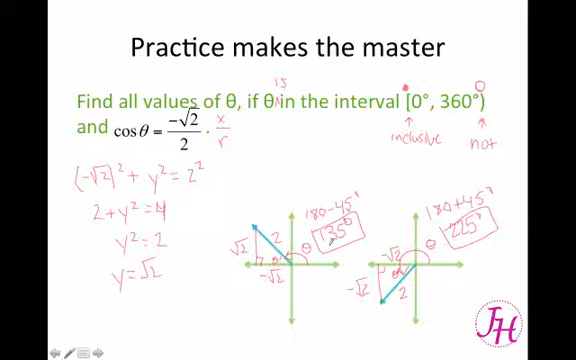 Practice makes the master
is
Find all values of θ, if θ in the interval [0°, 360°)
and cos θ = −√2/2 . x/r
inclusive
not
(−√2)² + y² = 2²
2 + y² = 4
y² = 2
y = √2
180 − 45°
135°
θ
2
√2
θ'
−√2
180 + 45°
225°
θ
−√2
θ'
−√2
2
JH